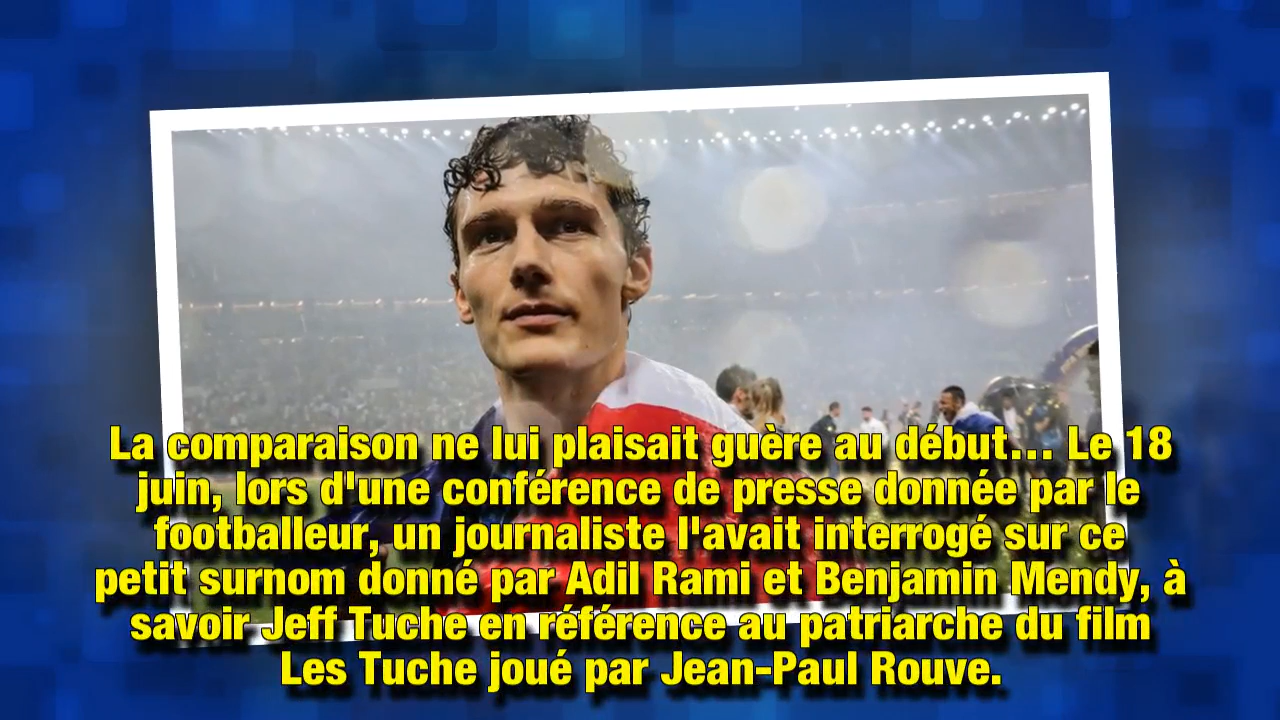 La comparaison ne lui plaisait guère au début... Le 18
juin, lors d'une conférence de presse donnée par le
footballeur, un journaliste l'avait interrogé sur ce
petit surnom donné par Adil Rami et Benjamin Mendy, à
savoir Jeff Tuche en référence au patriarche du film
Les Tuche joué par Jean-Paul Rouve.